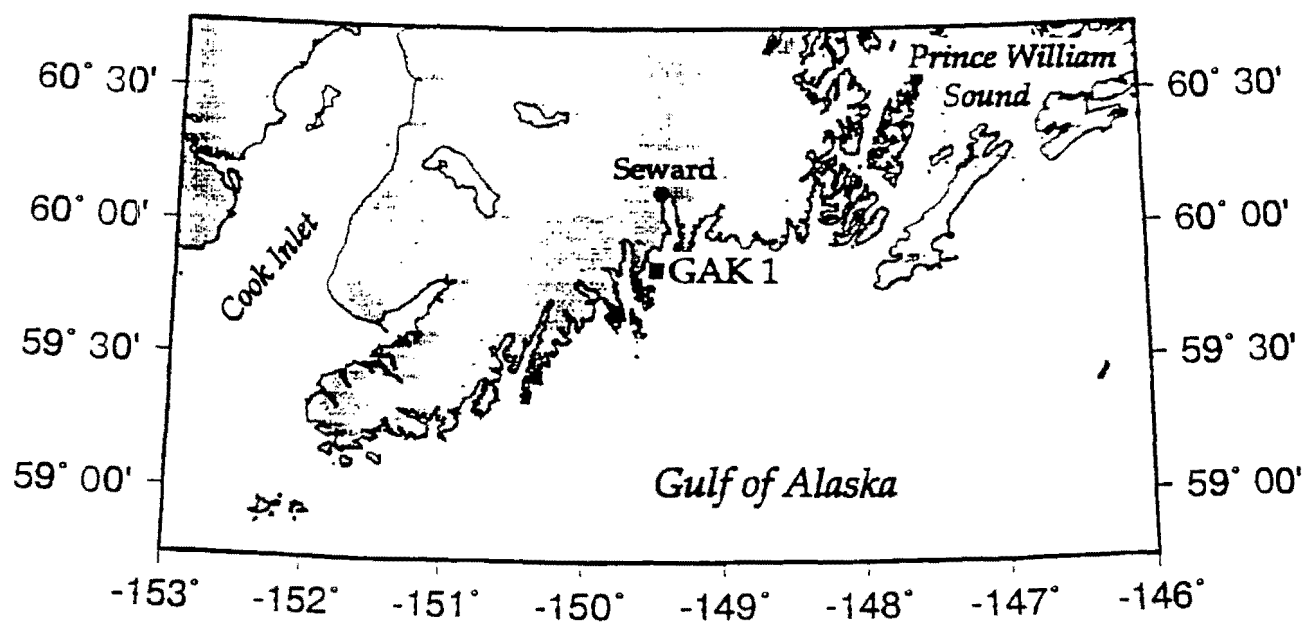 Prince William
Sound
60° 30'
60° 30'
Seward
60° 00'
60° 00'
Cook Inlet
GAK 1
59° 30'
59° 30'
59° 00'
59° 00'
Gulf of Alaska
-153°
-152°
-151°
-150°
-149°
-148°
-147°
-146°